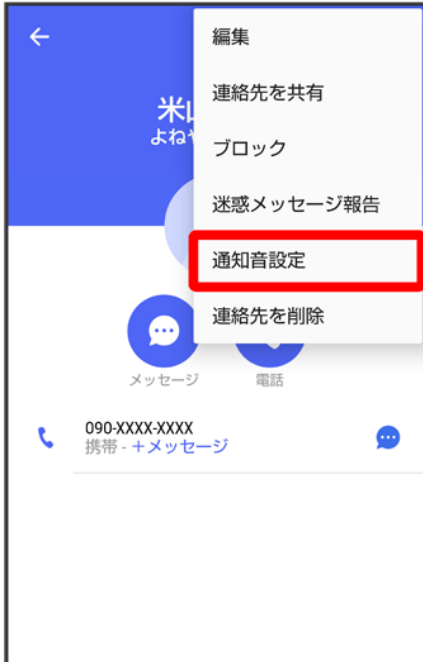 編集
連絡先を共有
ブロック
迷惑メッセージ報告
通知音設定
連絡先を削除
米
よね
メッセージ
電話
090-XXXX-XXXX
携帯 - +メッセージ